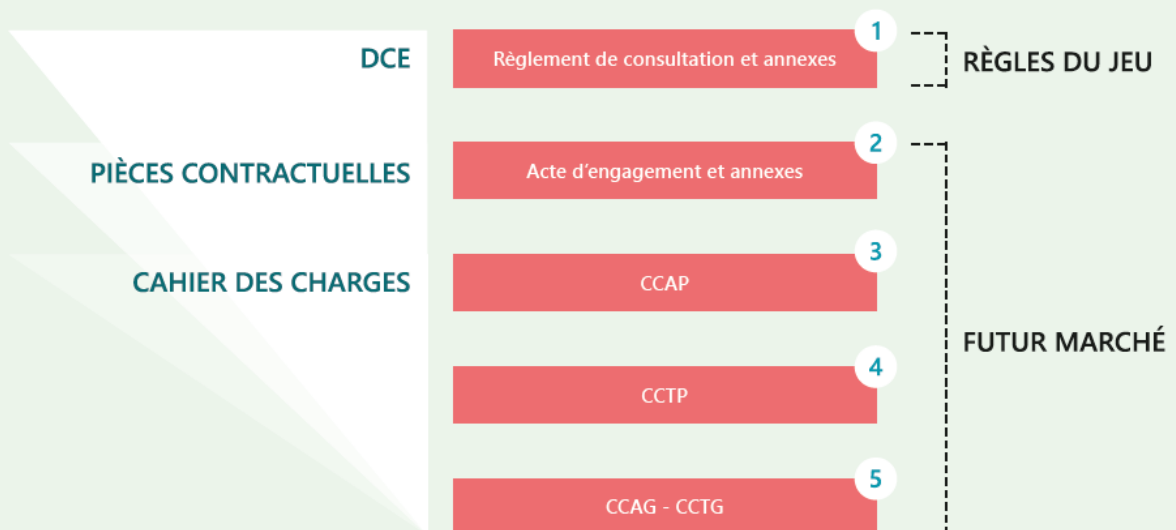 DCE
Règlement de consultation et annexes
1
RÈGLES DU JEU
PIÈCES CONTRACTUELLES
Acte d'engagement et annexes
2
CAHIER DES CHARGES
CCAP
3
FUTUR MARCHÉ
CCTP
4
CCAG - CCTG
5